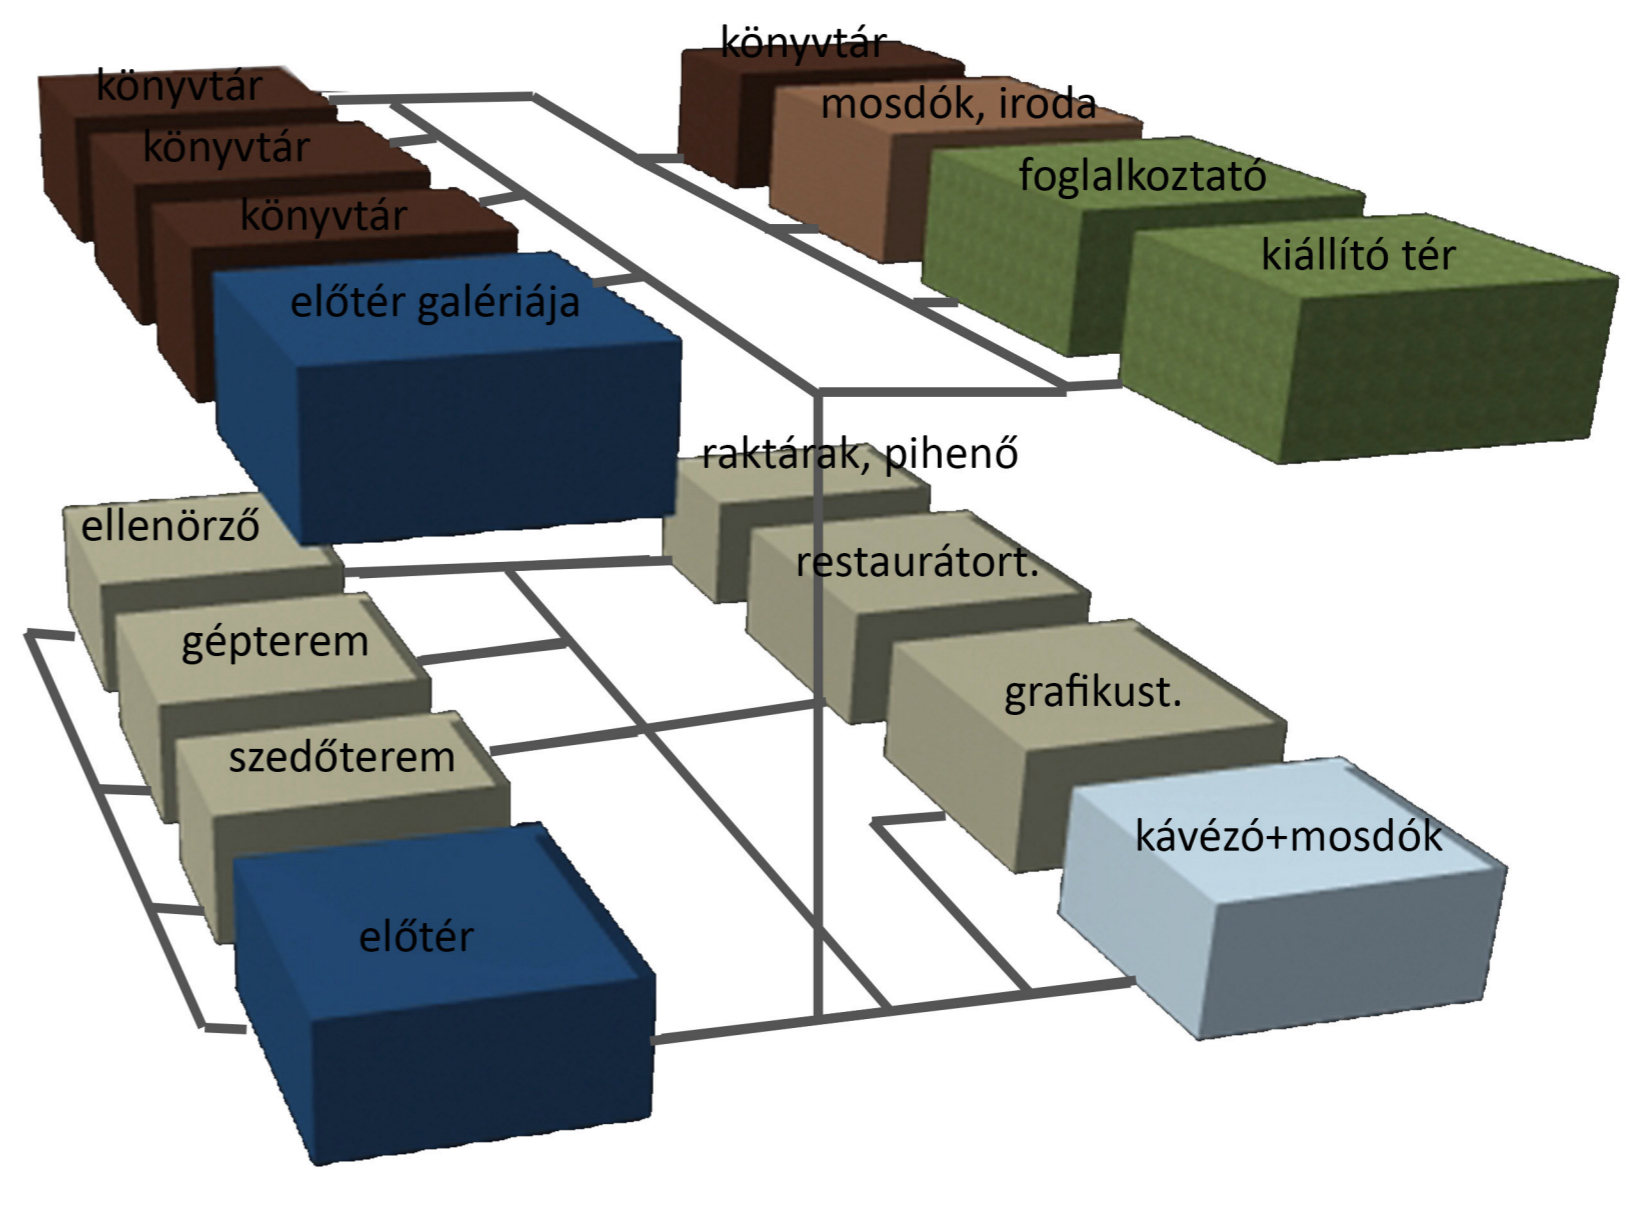 könyvtár
könyvtár
könyvtár
előtér galériája
könyvtár
mosdók, iroda
foglalkoztató
kiállító tér
ellenörző
gépterem
szedőterem
előtér
raktárak, pihenő
restaurátort.
grafikust.
kávézó+mosdók